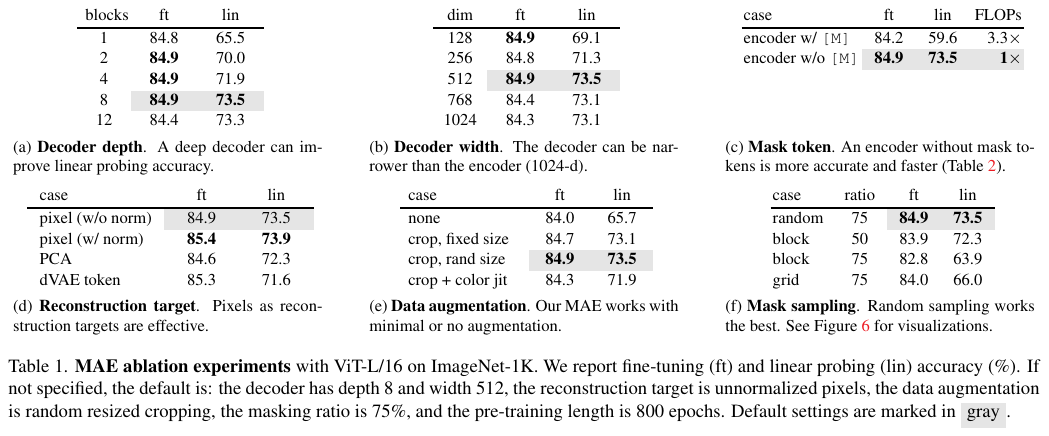 blocks ft lin
1 84.8 65.5
2 84.9 70.0
4 84.9 71.9
8 84.9 73.5
12 84.4 73.3
(a) Decoder depth. A deep decoder can im-
prove linear probing accuracy.
dim ft lin
128 84.9 69.1
256 84.8 71.3
512 84.9 73.5
768 84.4 73.1
1024 84.3 73.1
(b) Decoder width. The decoder can be nar-
rower than the encoder (1024-d).
case ft lin FLOPs
encoder w/ [M] 84.2 59.6 3.3×
encoder w/o [M] 84.9 73.5 1×
(c) Mask token. An encoder without mask to-
kens is more accurate and faster (Table 2).
case ft lin
pixel (w/o norm) 84.9 73.5
pixel (w/ norm) 85.4 73.9
PCA 84.6 72.3
dVAE token 85.3 71.6
(d) Reconstruction target. Pixels as recon-
struction targets are effective.
case ft lin
none 84.0 65.7
crop, fixed size 84.7 73.1
crop, rand size 84.9 73.5
crop + color jit 84.3 71.9
(e) Data augmentation. Our MAE works with
minimal or no augmentation.
case ratio ft lin
random 75 84.9 73.5
block 50 83.9 72.3
block 75 82.8 63.9
grid 75 84.0 66.0
(f) Mask sampling. Random sampling works
the best. See Figure 6 for visualizations.
Table 1. MAE ablation experiments with ViT-L/16 on ImageNet-1K. We report fine-tuning (ft) and linear probing (lin) accuracy (%). If
not specified, the default is: the decoder has depth 8 and width 512, the reconstruction target is unnormalized pixels, the data augmentation
is random resized cropping, the masking ratio is 75%, and the pre-training length is 800 epochs. Default settings are marked in gray .